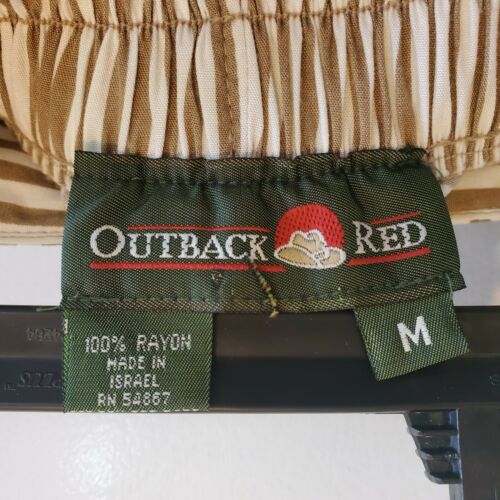 OUTBACK RED
M
100% RAYON
MADE IN
ISRAEL
RN 54867